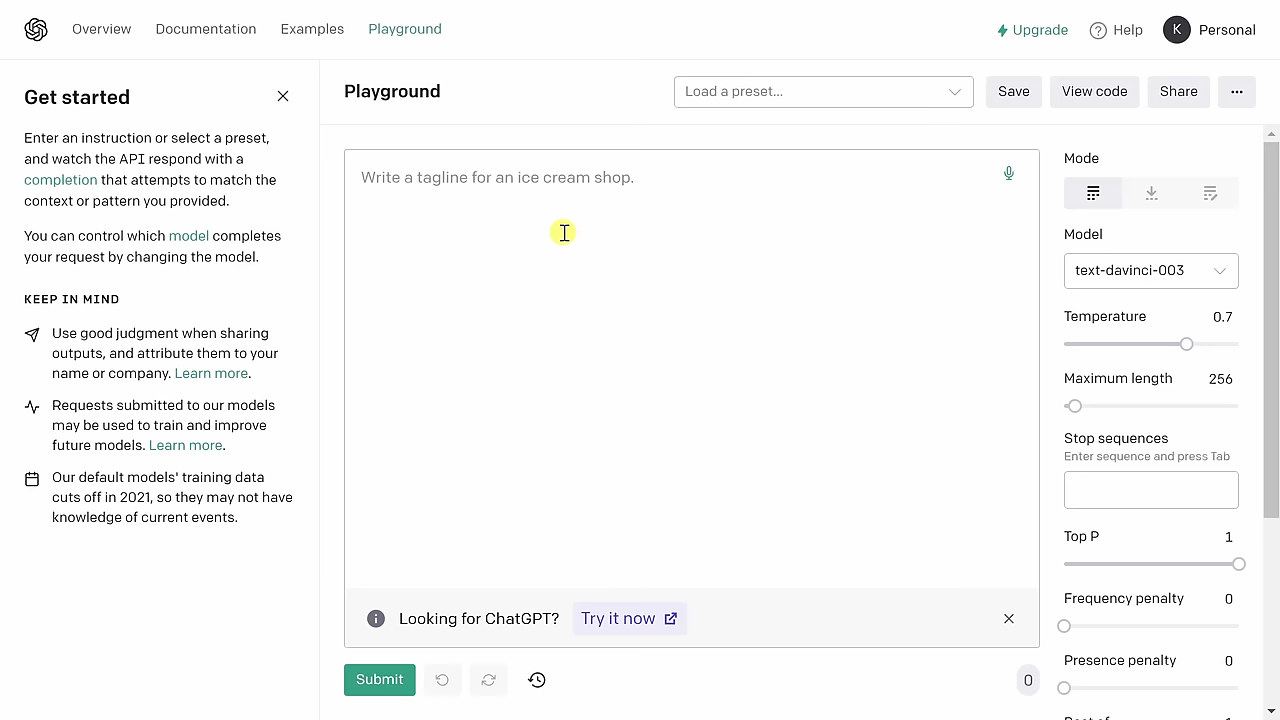 Overview Documentation Examples Playground Upgrade Help K Personal
Get started
Enter an instruction or select a preset,
and watch the API respond with a
completion that attempts to match the
context or pattern you provided.
You can control which model completes
your request by changing the model.
KEEP IN MIND
Use good judgment when sharing
outputs, and attribute them to your
name or company. Learn more.
Requests submitted to our models
may be used to train and improve
future models. Learn more.
Our default models' training data
cuts off in 2021, so they may not have
knowledge of current events.
Playground Load a preset... Save View code Share ...
Write a tagline for an ice cream shop.
Looking for ChatGPT? Try it now
Submit 0
Mode
Model
text-davinci-003
Temperature 0.7
Maximum length 256
Stop sequences
Enter sequence and press Tab
Top P 1
Frequency penalty 0
Presence penalty 0